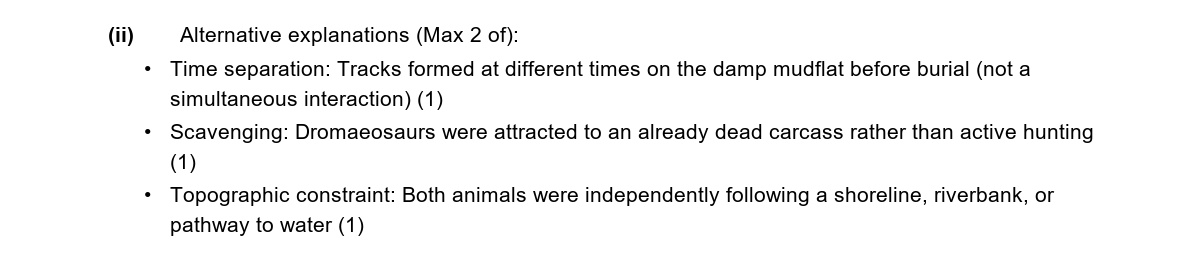 (ii) Alternative explanations (Max 2 of):
• Time separation: Tracks formed at different times on the damp mudflat before burial (not a
simultaneous interaction) (1)
• Scavenging: Dromaeosaurs were attracted to an already dead carcass rather than active hunting
(1)
• Topographic constraint: Both animals were independently following a shoreline, riverbank, or
pathway to water (1)